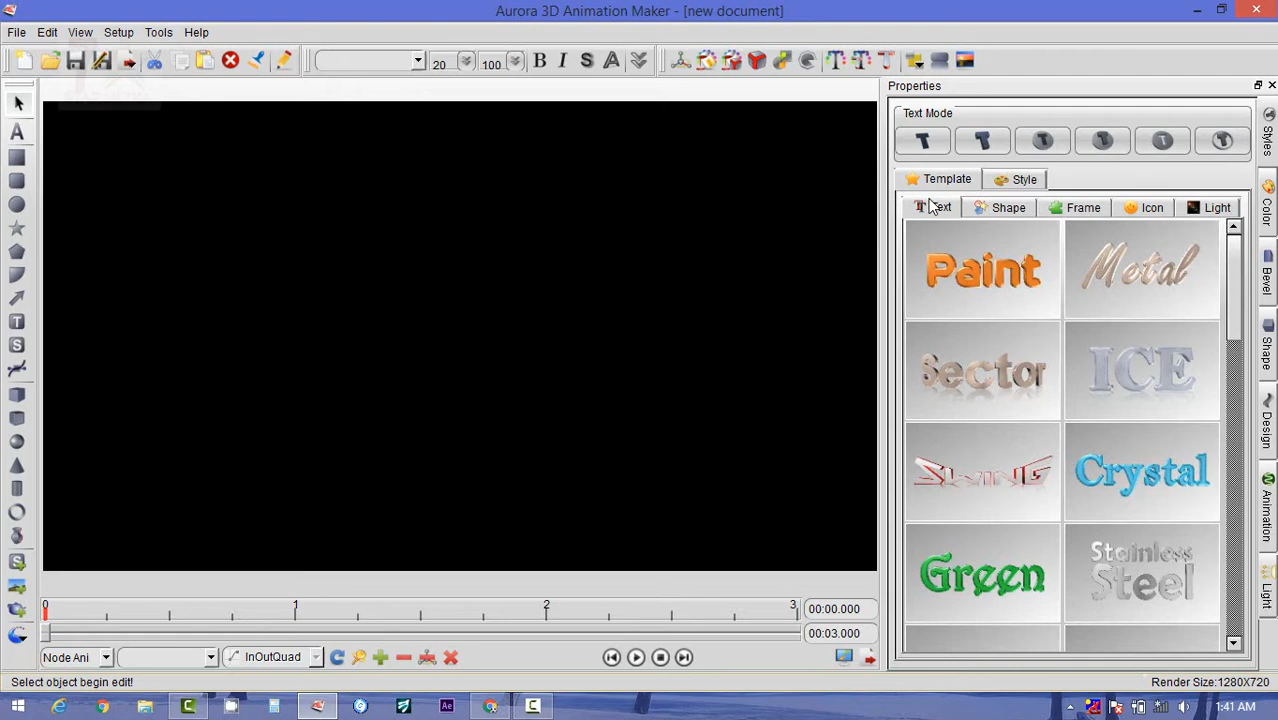 Aurora 3D Animation Maker - [new document]
File Edit View Setup Tools Help
20 100 B I S A
Properties
Text Mode
Template Style
Text Shape Frame Icon Light
Paint Metal
Sector ICE
SWING Crystal
Green Stainless Steel
Styles
Color
Bevel
Shape
Design
Animation
Light
0 1 2 3 00:00.000
00:03.000
Node Ani InOutQuad
Select object begin edit! Render Size:1280X720
1:41 AM